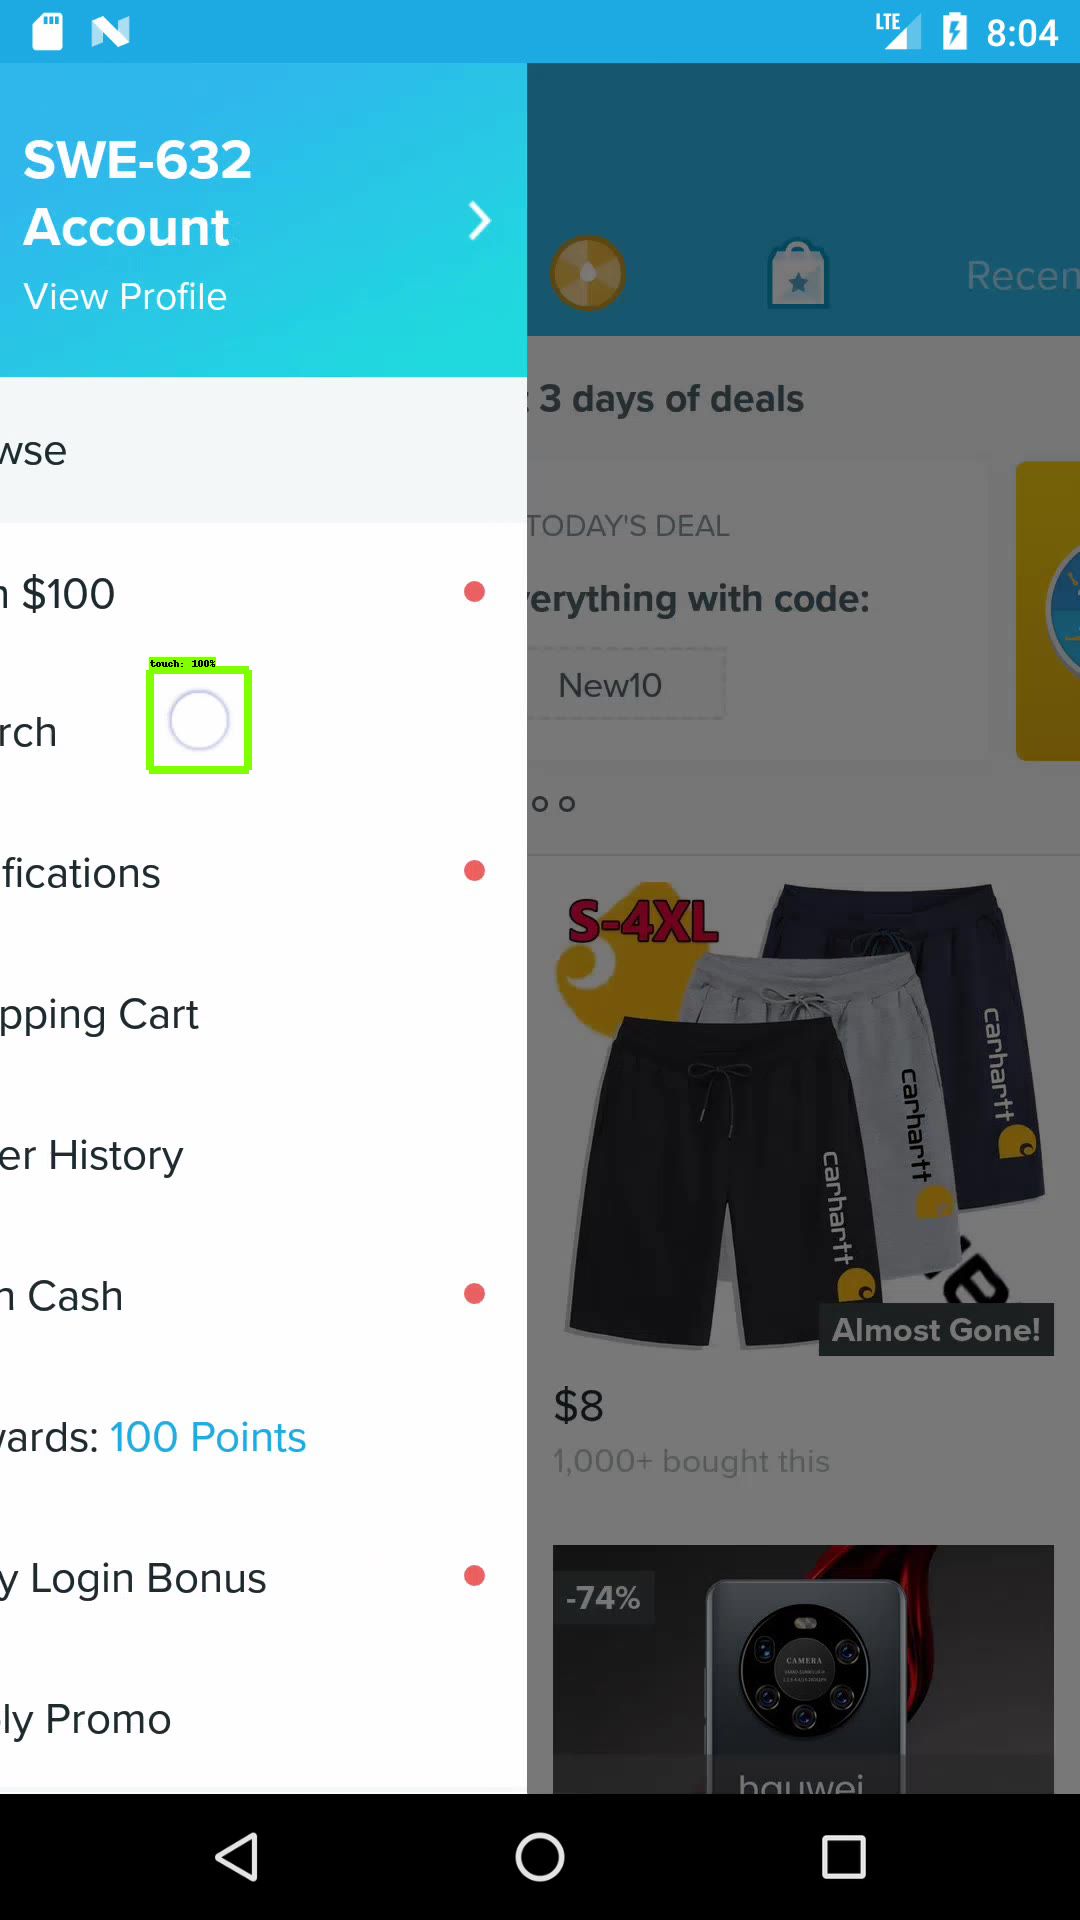 LTE 8:04
SWE-632
Account
View Profile
Recen
3 days of deals
wse
TODAY'S DEAL
n $100
verything with code:
touch: 100%
New10
rch
fications
S-4XL
pping Cart
carhartt
carhartt
carhartt
er History
n Cash
Almost Gone!
$8
wards: 100 Points
1,000+ bought this
y Login Bonus
-74%
CAMERA
ly Promo
hauwei